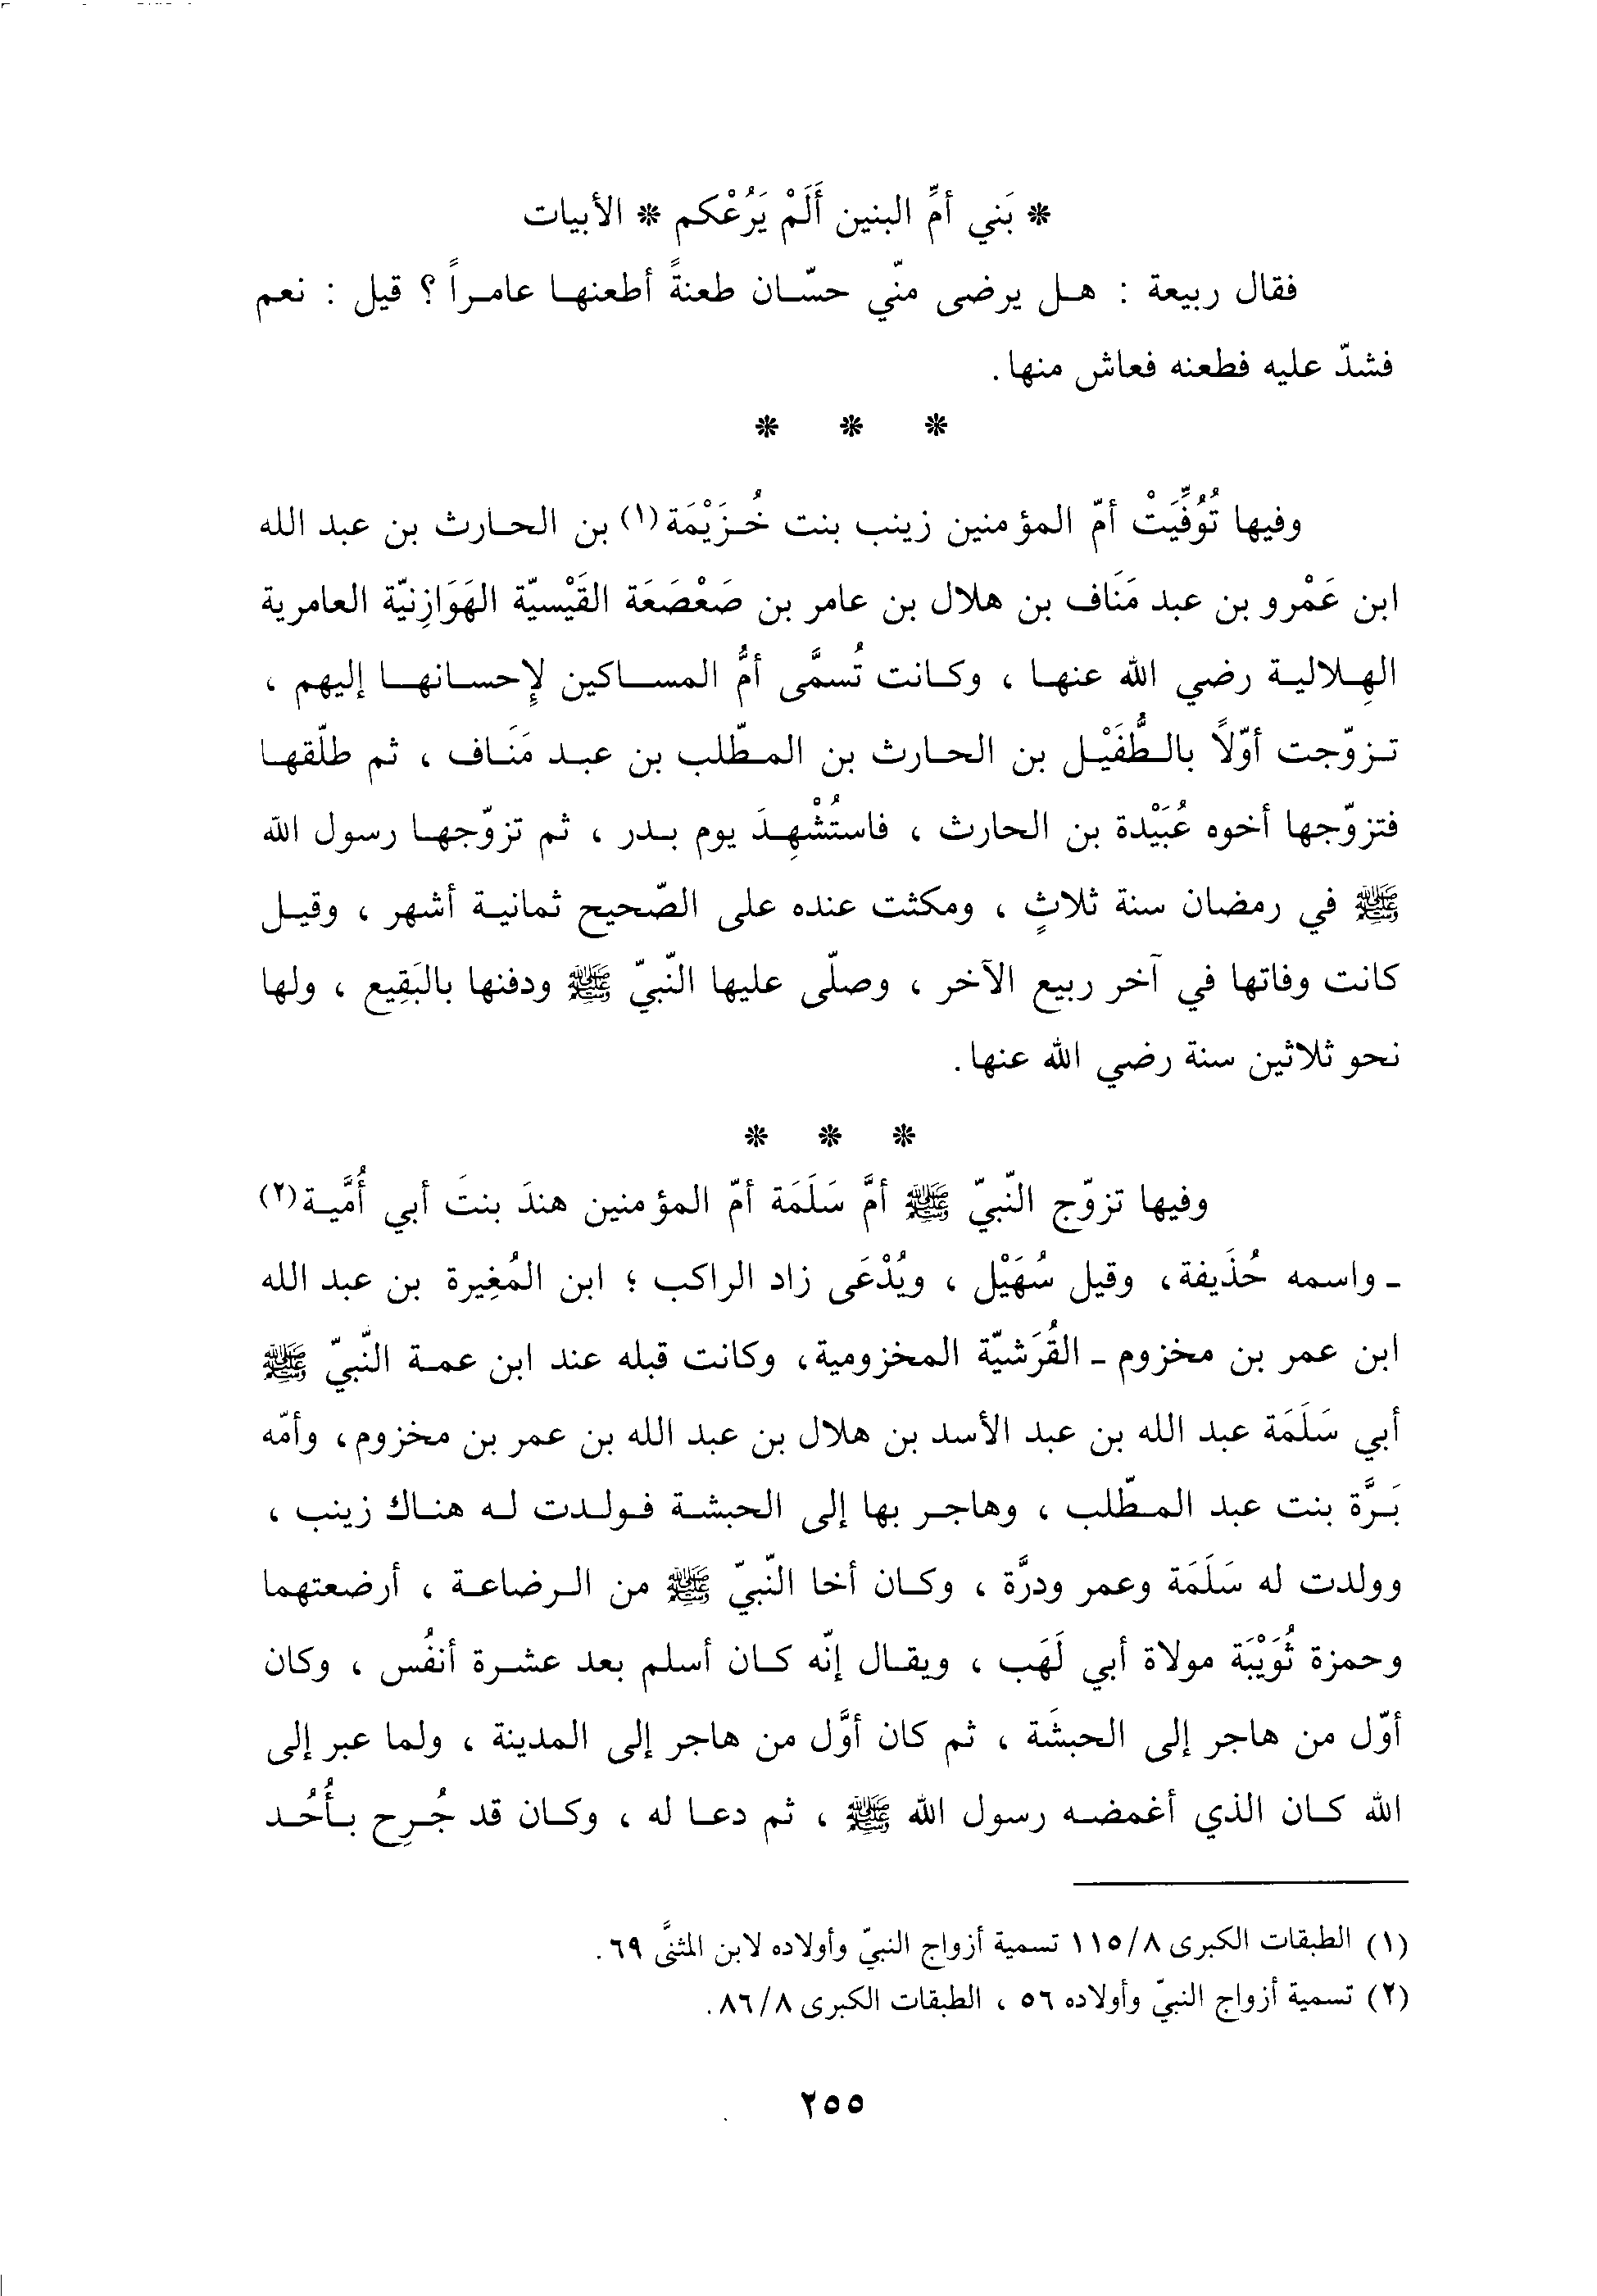 * بَني أمِّ البنين أَلَمْ يَرُعْكم * الأبيات
فقال ربيعة : هل يرضى منّي حسّان طعنةً أطعنها عامراً ؟ قيل : نعم
فشدّ عليه فطعنه فعاش منها .
* * *
وفيها تُوُفِّيَتْ أمّ المؤمنين زينب بنت خُزَيْمَة (١) بن الحارث بن عبد الله
ابن عَمْرو بن عبد مَنَاف بن هلال بن عامر بن صَعْصَعَة القَيْسيّة الهَوَازِنيّة العامرية
الهِلالية رضي الله عنها ، وكانت تُسمَّى أمُّ المساكين لإِحسانها إليهم ،
تزوّجت أوّلاً بالطُّفَيْل بن الحارث بن المطّلب بن عبد مَنَاف ، ثم طلّقها
فتزوّجها أخوه عُبَيْدة بن الحارث ، فاستُشْهِدَ يوم بدر ، ثم تزوّجها رسول الله
ﷺ في رمضان سنة ثلاثٍ ، ومكثت عنده على الصّحيح ثمانية أشهر ، وقيل
كانت وفاتها في آخر ربيع الآخر ، وصلّى عليها النّبيّ ﷺ ودفنها بالبَقِيع ، ولها
نحو ثلاثين سنة رضي الله عنها .
* * *
وفيها تزوّج النّبيّ ﷺ أمَّ سَلَمَة أمّ المؤمنين هندَ بنتَ أبي أُمَّية (٢)
ـ واسمه حُذَيفة، وقيل سُهَيْل ، ويُدْعَى زاد الراكب ؛ ابن المُغِيرة بن عبد الله
ابن عمر بن مخزوم ـ القُرَشيّة المخزومية، وكانت قبله عند ابن عمة النّبيّ ﷺ
أبي سَلَمَة عبد الله بن عبد الأسد بن هلال بن عبد الله بن عمر بن مخزوم، وأمّه
بَرَّة بنت عبد المطّلب ، وهاجر بها إلى الحبشة فولدت له هناك زينب ،
وولدت له سَلَمَة وعمر ودرَّة ، وكان أخا النّبيّ ﷺ من الرضاعة ، أرضعتهما
وحمزة ثُوَيْبَة مولاة أبي لَهَب ، ويقال إنّه كان أسلم بعد عشرة أنفُس ، وكان
أوّل من هاجر إلى الحبشَة ، ثم كان أوَّل من هاجر إلى المدينة ، ولما عبر إلى
الله كان الذي أغمضه رسول الله ﷺ ، ثم دعا له ، وكان قد جُرِح بأُحُد
(١) الطبقات الكبرى ١١٥/٨ تسمية أزواج النبيّ وأولاده لابن المثنَّى ٦٩ .
(٢) تسمية أزواج النبيّ وأولاده ٥٦ ، الطبقات الكبرى ٨٦/٨ .
٢٥٥